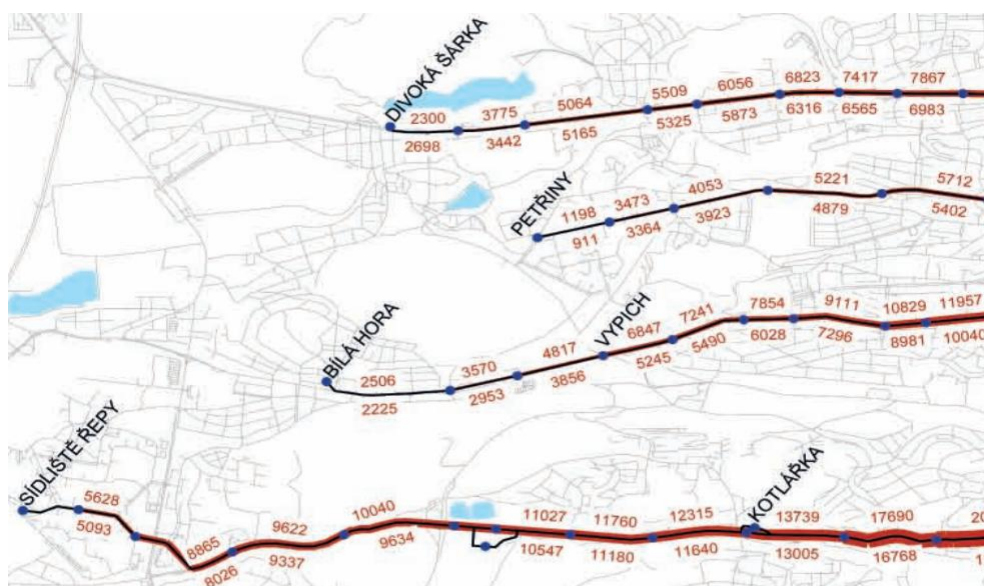 DIVOKÁ ŠÁRKA
2300 3775 5064 5509 6056 6823 7417 7867
2698 3442 5165 5325 5873 6316 6565 6983
PETŘINY
1198 3473 4053 5221 5712
911 3364 3923 4879 5402
BÍLÁ HORA
VYPICH
2506 3570 4817 6847 7241 7854 9111 10829 11957
2225 2953 3856 5245 5490 6028 7296 8981 10040
SÍDLIŠTĚ ŘEPY
KOTLÁŘKA
5628 8865 9622 10040 11027 11760 12315 13739 17690
5093 8026 9337 9634 10547 11180 11640 13005 16768